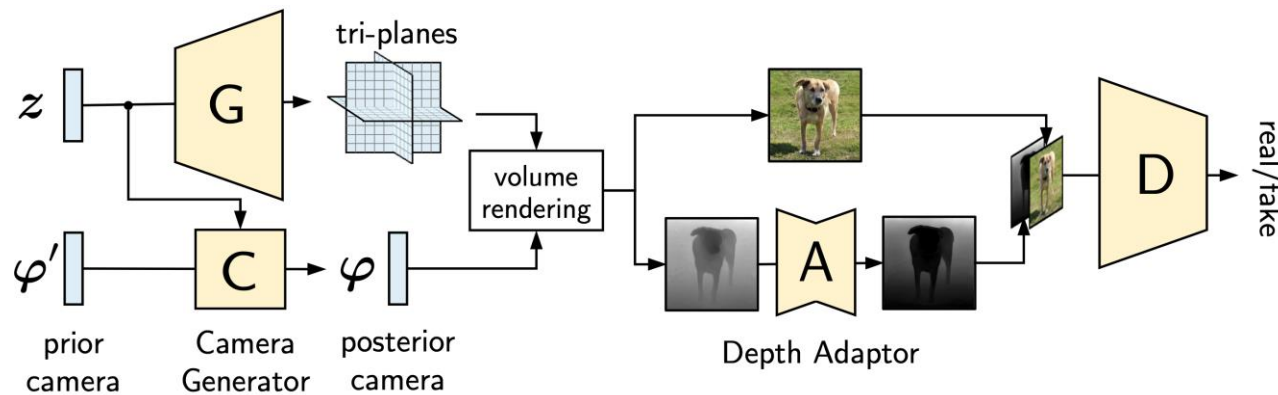 tri-planes
z
G
volume
rendering
φ′
C
φ
prior
camera
Camera
Generator
posterior
camera
A
Depth Adaptor
D
real/fake